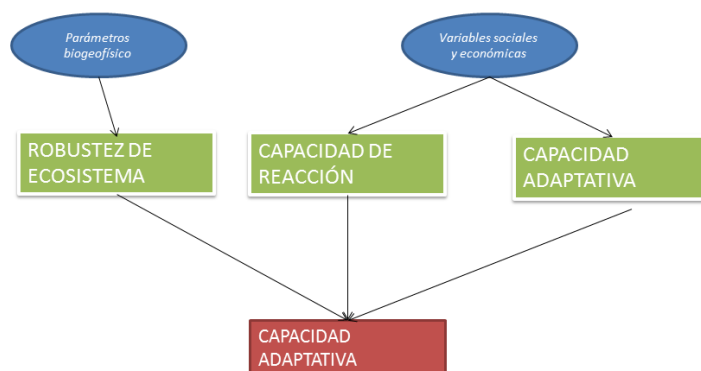 Parámetros
biogeofísico
Variables sociales
y económicas
ROBUSTEZ DE
ECOSISTEMA
CAPACIDAD DE
REACCIÓN
CAPACIDAD
ADAPTATIVA
CAPACIDAD
ADAPTATIVA